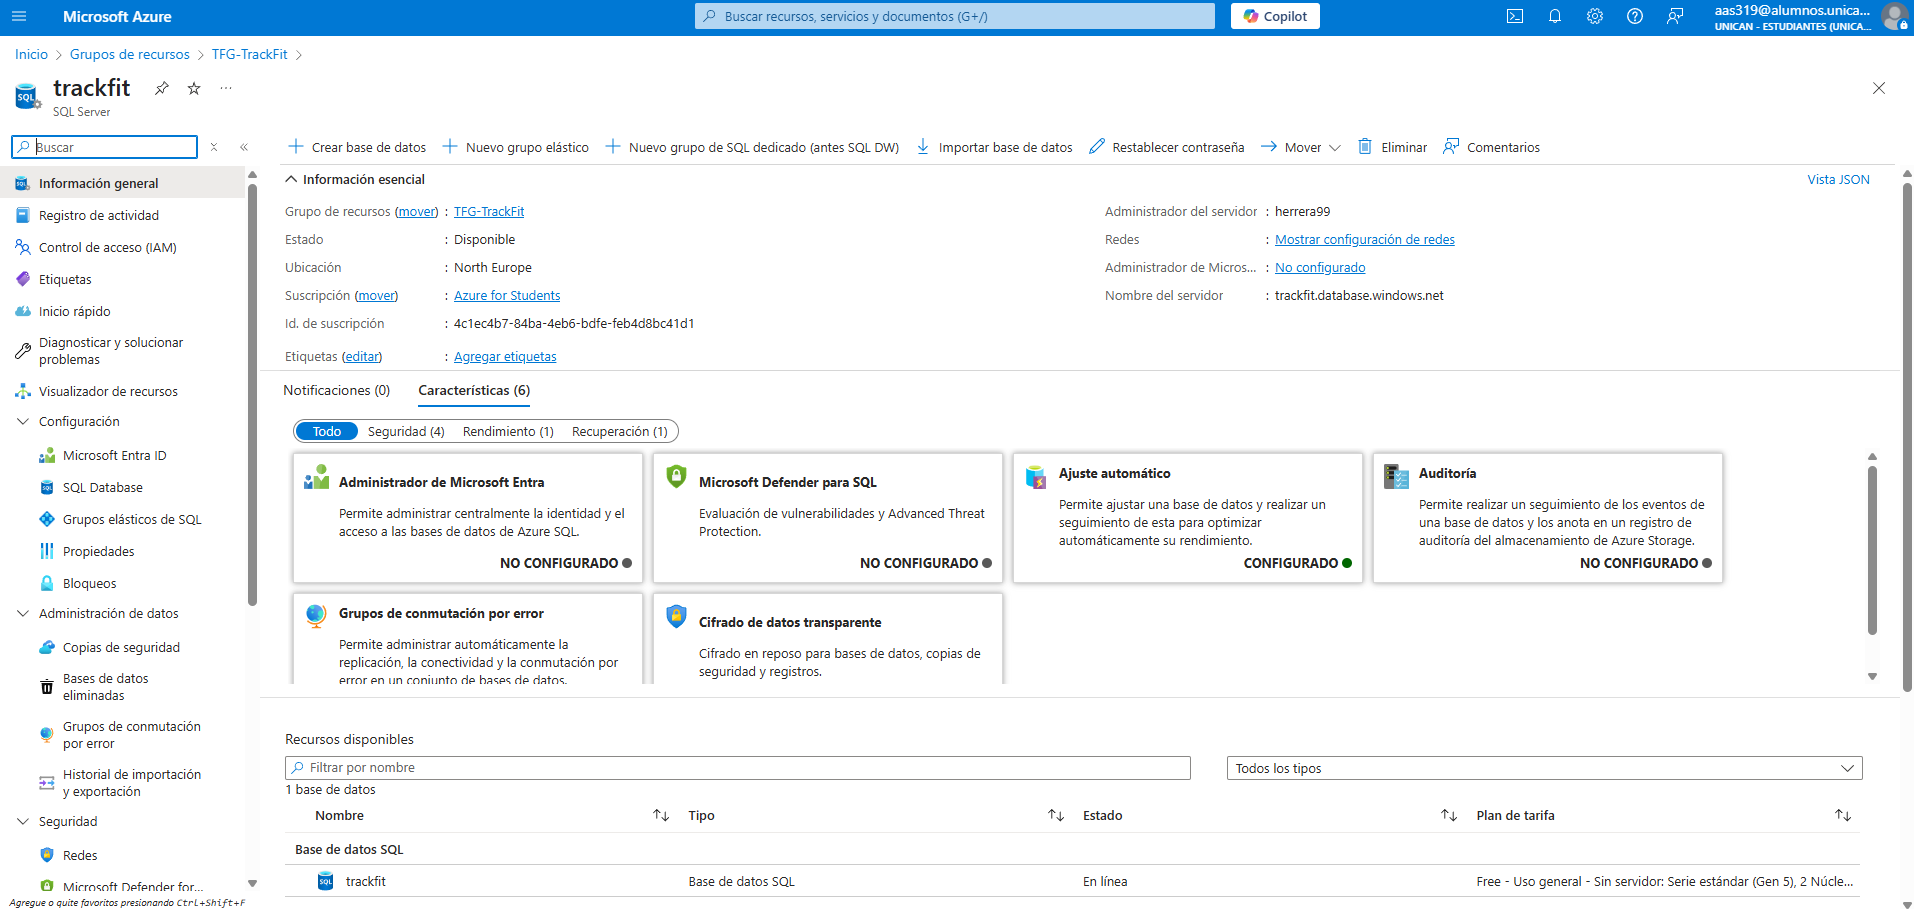 Microsoft Azure
Buscar recursos, servicios y documentos (G+/)
Copilot
aas319@alumnos.unica...
UNICAN - ESTUDIANTES (UNICA...
Inicio > Grupos de recursos > TFG-TrackFit >
trackfit
SQL Server
Buscar
Información general
Registro de actividad
Control de acceso (IAM)
Etiquetas
Inicio rápido
Diagnosticar y solucionar
problemas
Visualizador de recursos
Configuración
Microsoft Entra ID
SQL Database
Grupos elásticos de SQL
Propiedades
Bloqueos
Administración de datos
Copias de seguridad
Bases de datos
eliminadas
Grupos de conmutación
por error
Historial de importación
y exportación
Seguridad
Redes
Microsoft Defender for...
Agregue o quite favoritos presionando Ctrl+Shift+F
Crear base de datos
Nuevo grupo elástico
Nuevo grupo de SQL dedicado (antes SQL DW)
Importar base de datos
Restablecer contraseña
Mover
Eliminar
Comentarios
Información esencial
Vista JSON
Grupo de recursos (mover) : TFG-TrackFit
Estado : Disponible
Ubicación : North Europe
Suscripción (mover) : Azure for Students
Id. de suscripción : 4c1ec4b7-84ba-4eb6-bdfe-feb4d8bc41d1
Etiquetas (editar) : Agregar etiquetas
Administrador del servidor : herrera99
Redes : Mostrar configuración de redes
Administrador de Micros... : No configurado
Nombre del servidor : trackfit.database.windows.net
Notificaciones (0)
Características (6)
Todo
Seguridad (4)
Rendimiento (1)
Recuperación (1)
Administrador de Microsoft Entra
Permite administrar centralmente la identidad y el
acceso a las bases de datos de Azure SQL.
NO CONFIGURADO
Microsoft Defender para SQL
Evaluación de vulnerabilidades y Advanced Threat
Protection.
NO CONFIGURADO
Ajuste automático
Permite ajustar una base de datos y realizar un
seguimiento de esta para optimizar
automáticamente su rendimiento.
CONFIGURADO
Auditoría
Permite realizar un seguimiento de los eventos de
una base de datos y los anota en un registro de
auditoría del almacenamiento de Azure Storage.
NO CONFIGURADO
Grupos de conmutación por error
Permite administrar automáticamente la
replicación, la conectividad y la conmutación por
error en un conjunto de bases de datos.
Cifrado de datos transparente
Cifrado en reposo para bases de datos, copias de
seguridad y registros.
Recursos disponibles
Filtrar por nombre
Todos los tipos
1 base de datos
Nombre
Tipo
Estado
Plan de tarifa
Base de datos SQL
SQL
trackfit
Base de datos SQL
En línea
Free - Uso general - Sin servidor: Serie estándar (Gen 5), 2 Núcle...